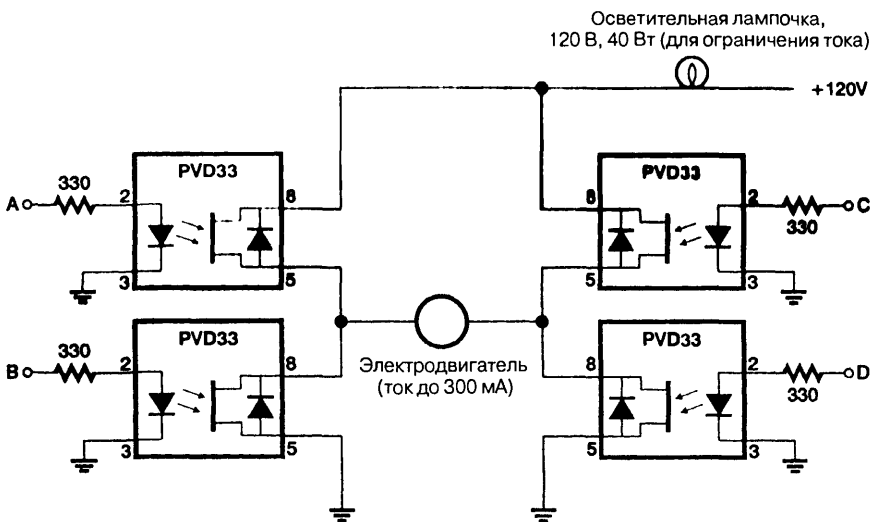 Осветительная лампочка,
120 В, 40 Вт (для ограничения тока)
+120V
PVD33
PVD33
330
A
2
8
3
5
8
2
C
330
5
3
PVD33
PVD33
Электродвигатель
(ток до 300 мА)
330
B
2
8
3
5
8
2
D
330
5
3